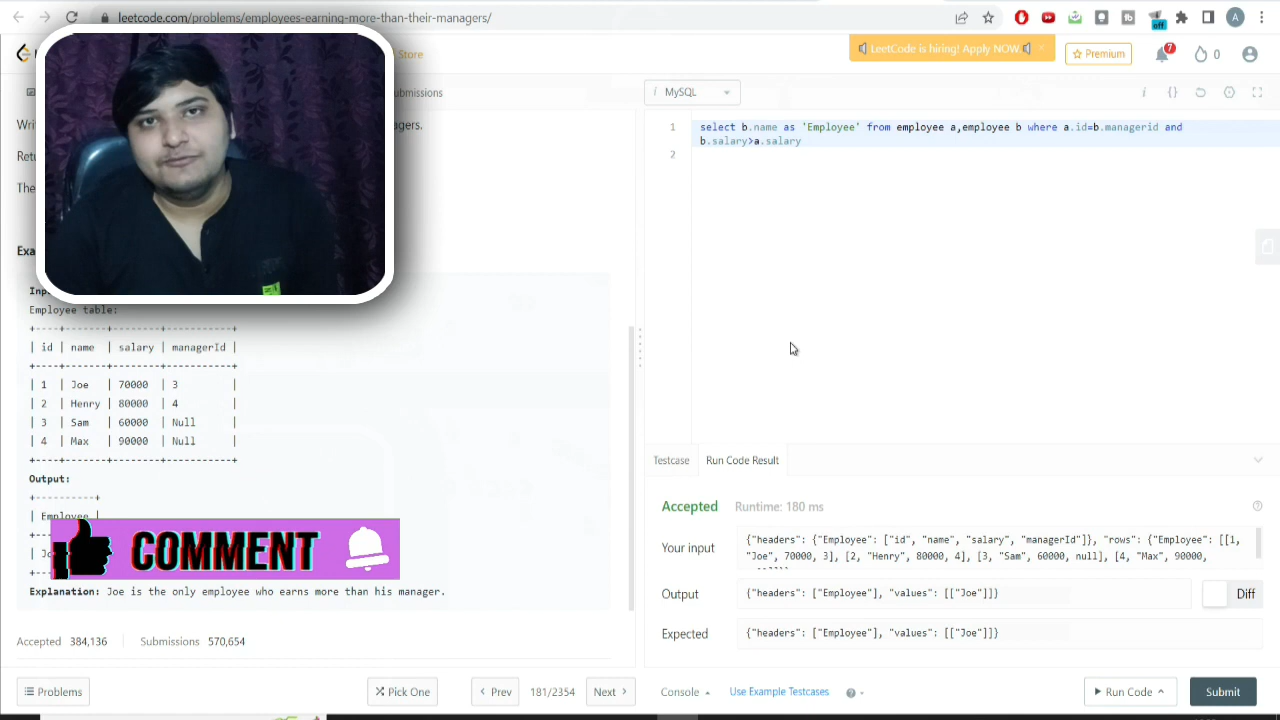 leetcode.com/problems/employees-earning-more-than-their-managers/
off
A
Store
LeetCode is hiring! Apply NOW.
Premium
7
0
ubmissions
i MySQL
i {}
Wri
agers.
Retu
The
1 select b.name as 'Employee' from employee a,employee b where a.id=b.managerid and
b.salary>a.salary
2
Exa
Inp
Employee table:
+----+-------+--------+-----------+
| id | name | salary | managerId |
+----+-------+--------+-----------+
| 1 | Joe | 70000 | 3 |
| 2 | Henry | 80000 | 4 |
| 3 | Sam | 60000 | Null |
| 4 | Max | 90000 | Null |
+----+-------+--------+-----------+
Output:
+----------+
| Employee |
COMMENT
Explanation: Joe is the only employee who earns more than his manager.
Accepted 384,136 Submissions 570,654
Problems
Pick One
Prev
181/2354
Next
Testcase Run Code Result
Accepted Runtime: 180 ms
Your input
{"headers": {"Employee": ["id", "name", "salary", "managerId"]}, "rows": {"Employee": [[1,
"Joe", 70000, 3], [2, "Henry", 80000, 4], [3, "Sam", 60000, null], [4, "Max", 90000,
Output {"headers": ["Employee"], "values": [["Joe"]]}
Diff
Expected {"headers": ["Employee"], "values": [["Joe"]]}
Console
Use Example Testcases
Run Code
Submit